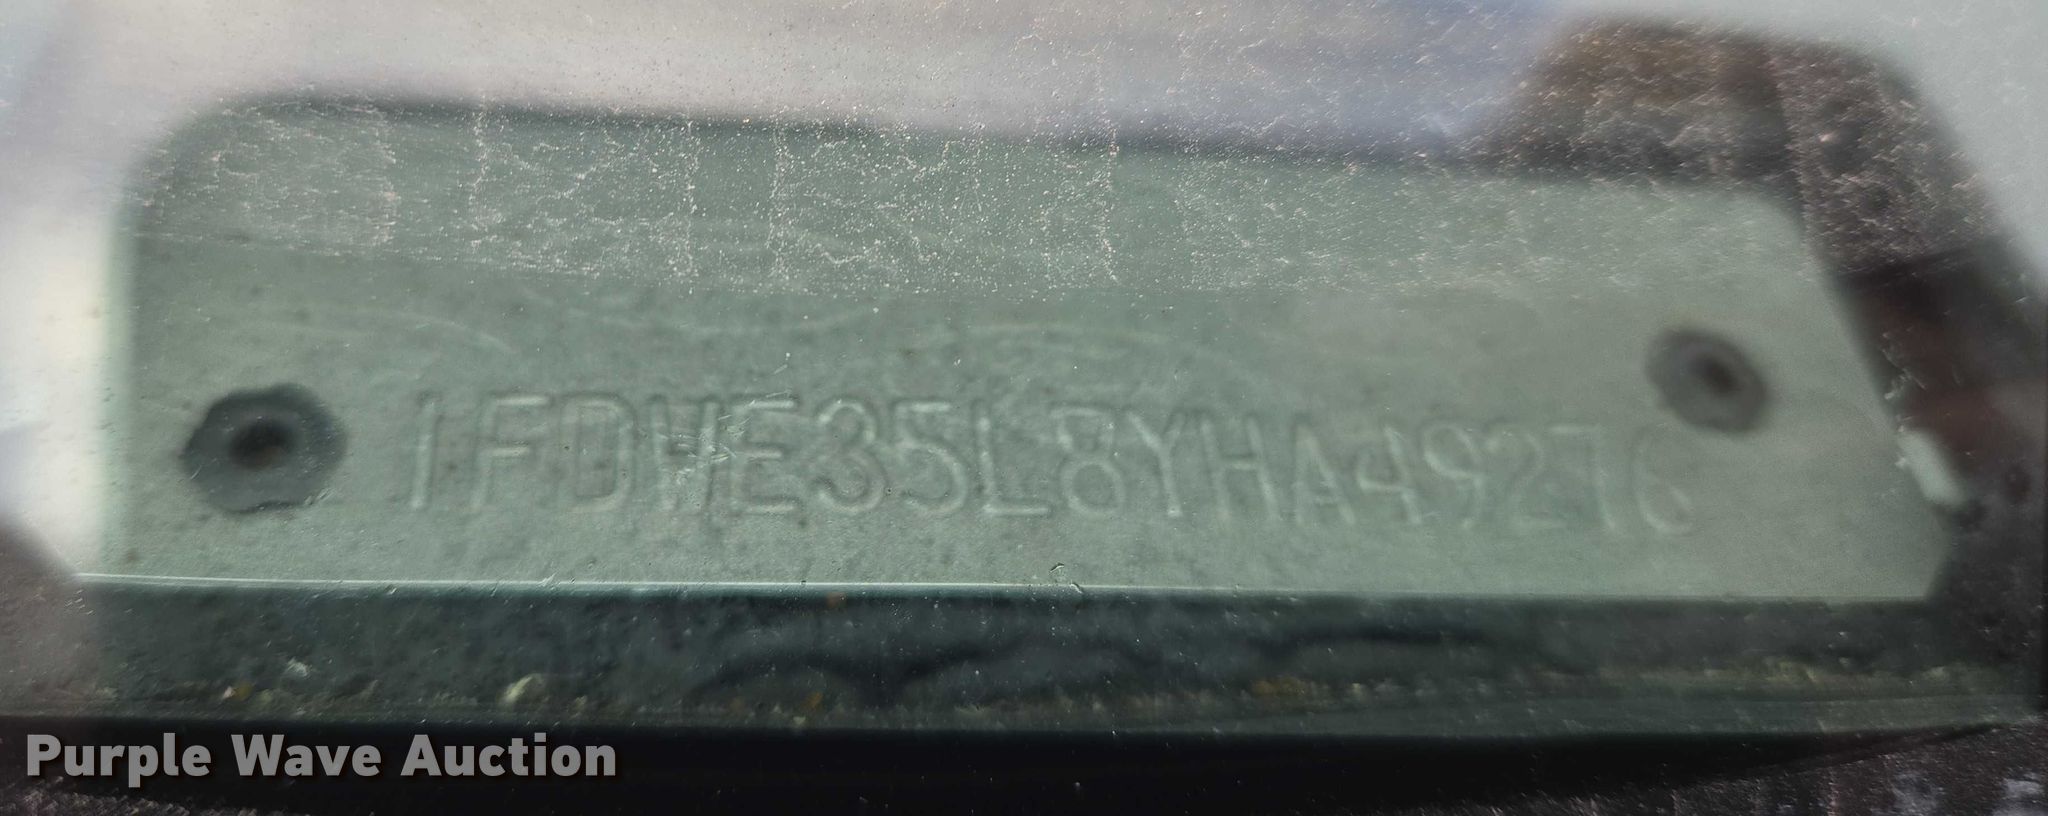 1FDWE35L8YHA49276
Purple Wave Auction